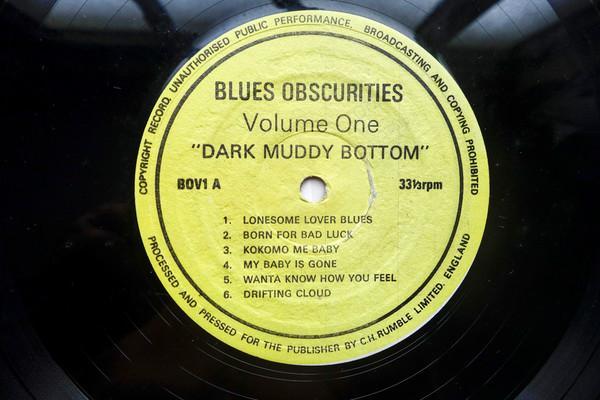 COPYRIGHT RECORD. UNAUTHORISED PUBLIC PERFORMANCE, BROADCASTING AND COPYING PROHIBITED
BLUES OBSCURITIES
Volume One
"DARK MUDDY BOTTOM"
BOV1 A 33⅓rpm
1. LONESOME LOVER BLUES
2. BORN FOR BAD LUCK
3. KOKOMO ME BABY
4. MY BABY IS GONE
5. WANTA KNOW HOW YOU FEEL
6. DRIFTING CLOUD
PROCESSED AND PRESSED FOR THE PUBLISHER BY C.H.RUMBLE LIMITED. ENGLAND